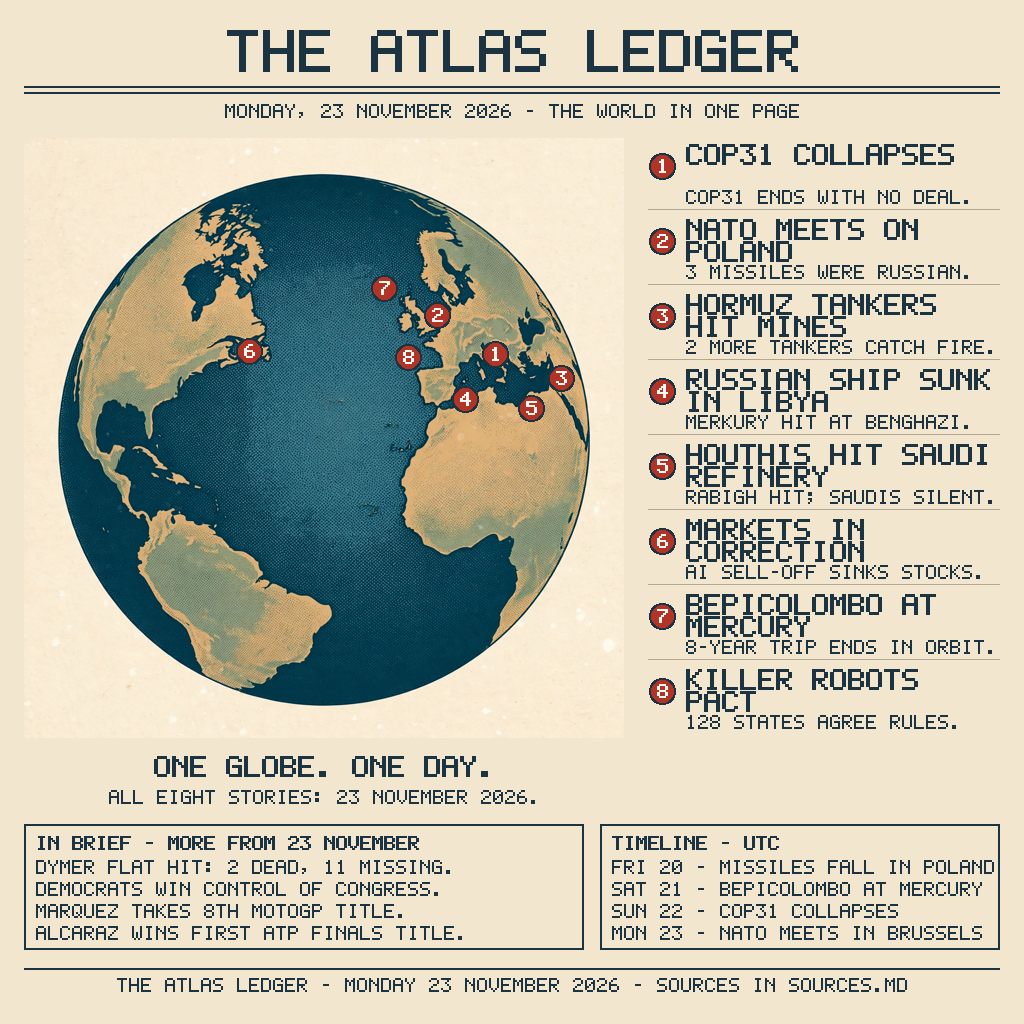 THE ATLAS LEDGER
MONDAY, 23 NOVEMBER 2026 - THE WORLD IN ONE PAGE
7
2
6
8
1
3
4
5
1 COP31 COLLAPSES
COP31 ENDS WITH NO DEAL.
2 NATO MEETS ON
POLAND
3 MISSILES WERE RUSSIAN.
3 HORMUZ TANKERS
HIT MINES
2 MORE TANKERS CATCH FIRE.
4 RUSSIAN SHIP SUNK
IN LIBYA
MERKURY HIT AT BENGHAZI.
5 HOUTHIS HIT SAUDI
REFINERY
RABIGH HIT; SAUDIS SILENT.
6 MARKETS IN
CORRECTION
AI SELL-OFF SINKS STOCKS.
7 BEPICOLOMBO AT
MERCURY
8-YEAR TRIP ENDS IN ORBIT.
8 KILLER ROBOTS
PACT
128 STATES AGREE RULES.
ONE GLOBE. ONE DAY.
ALL EIGHT STORIES: 23 NOVEMBER 2026.
IN BRIEF - MORE FROM 23 NOVEMBER
DYMER FLAT HIT: 2 DEAD, 11 MISSING.
DEMOCRATS WIN CONTROL OF CONGRESS.
MARQUEZ TAKES 8TH MOTOGP TITLE.
ALCARAZ WINS FIRST ATP FINALS TITLE.
TIMELINE - UTC
FRI 20 - MISSILES FALL IN POLAND
SAT 21 - BEPICOLOMBO AT MERCURY
SUN 22 - COP31 COLLAPSES
MON 23 - NATO MEETS IN BRUSSELS
THE ATLAS LEDGER - MONDAY 23 NOVEMBER 2026 - SOURCES IN SOURCES.MD